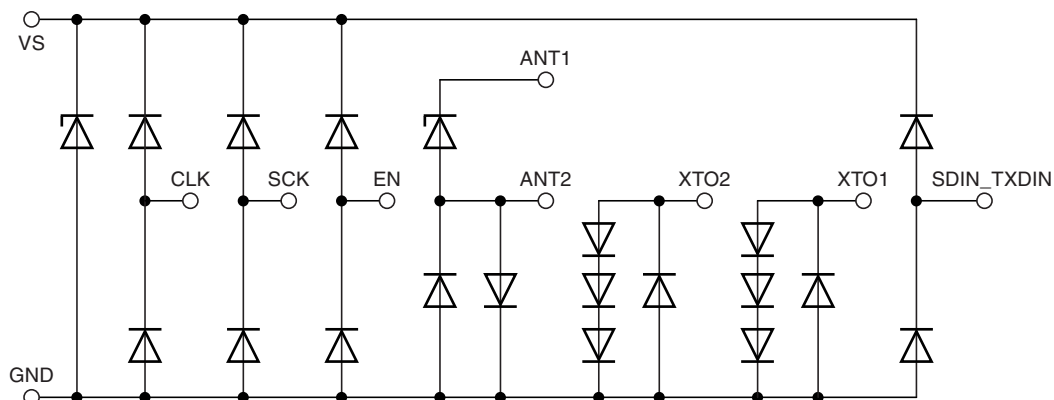 VS
ANT1
CLK
SCK
EN
ANT2
XTO2
XTO1
SDIN_TXDIN
GND